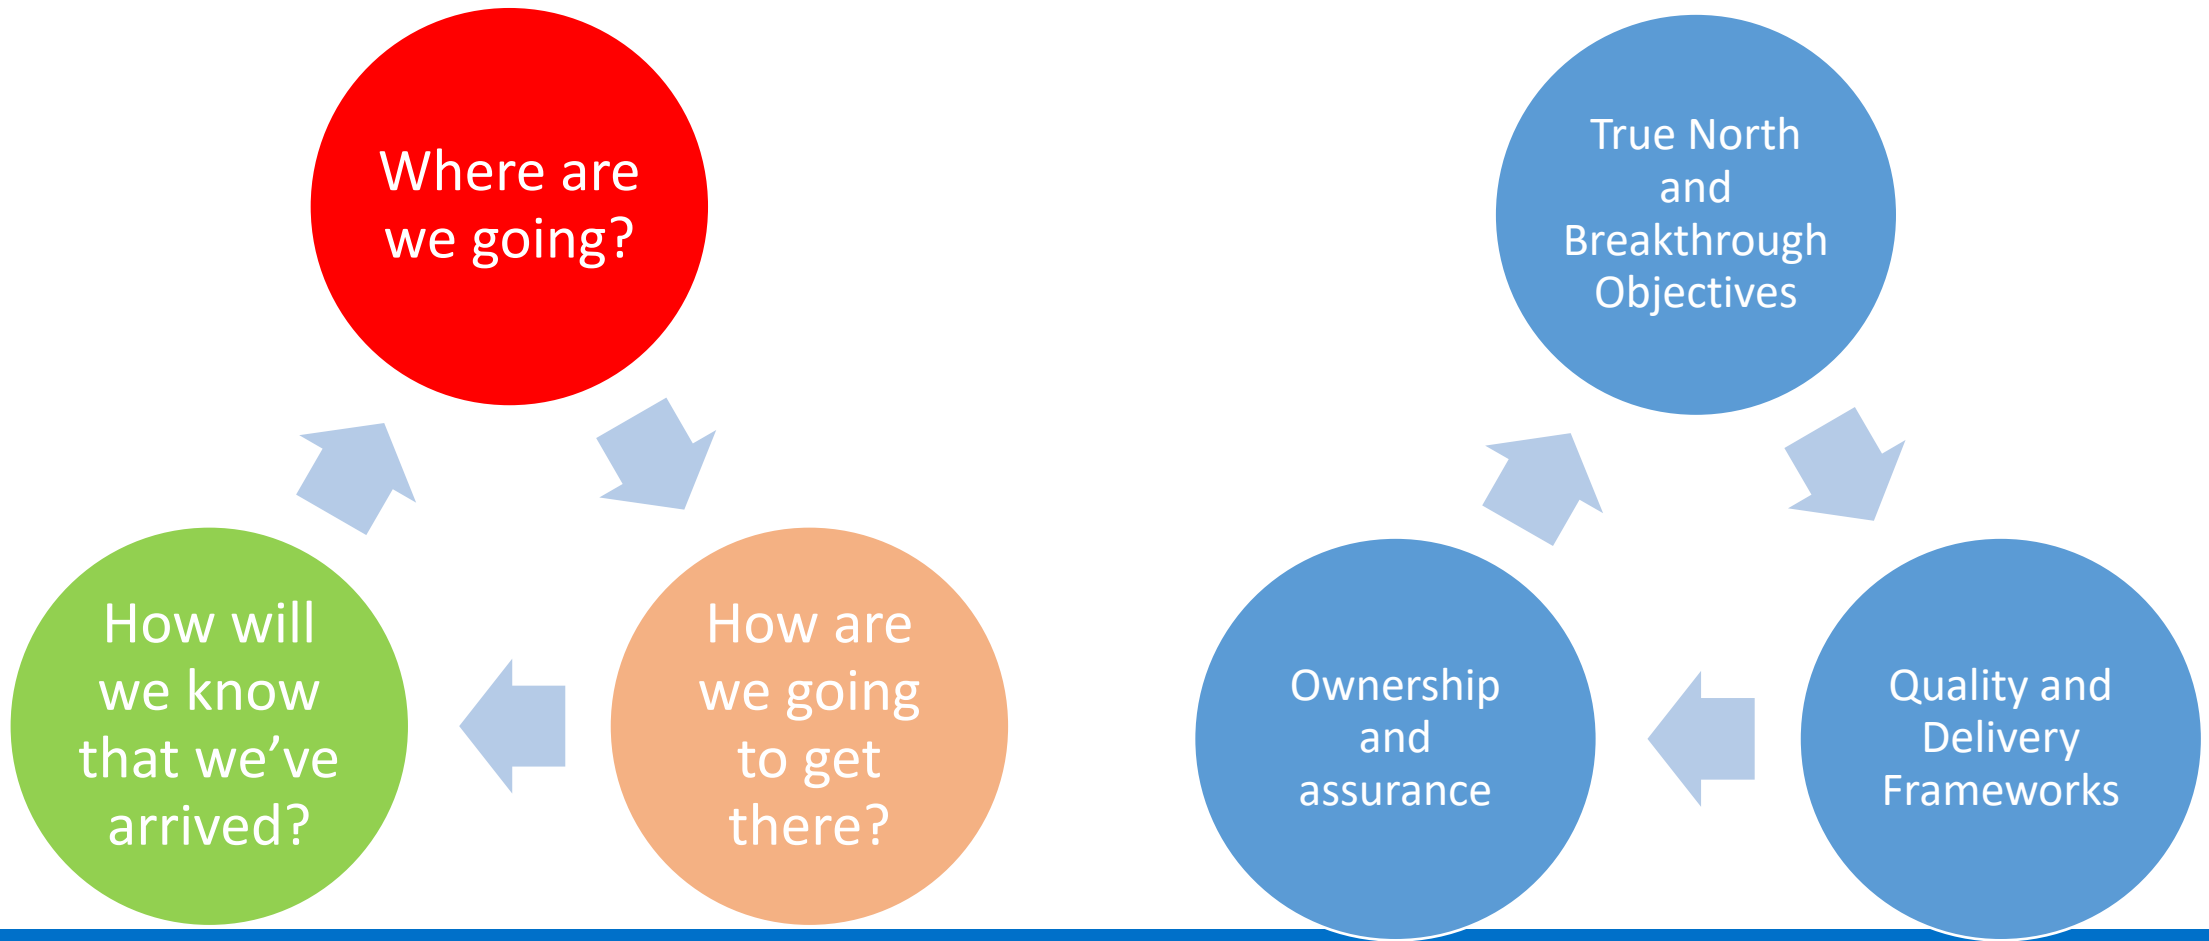 Where are
we going?
How are
we going
to get
there?
How will
we know
that we’ve
arrived?
True North
and
Breakthrough
Objectives
Quality and
Delivery
Frameworks
Ownership
and
assurance